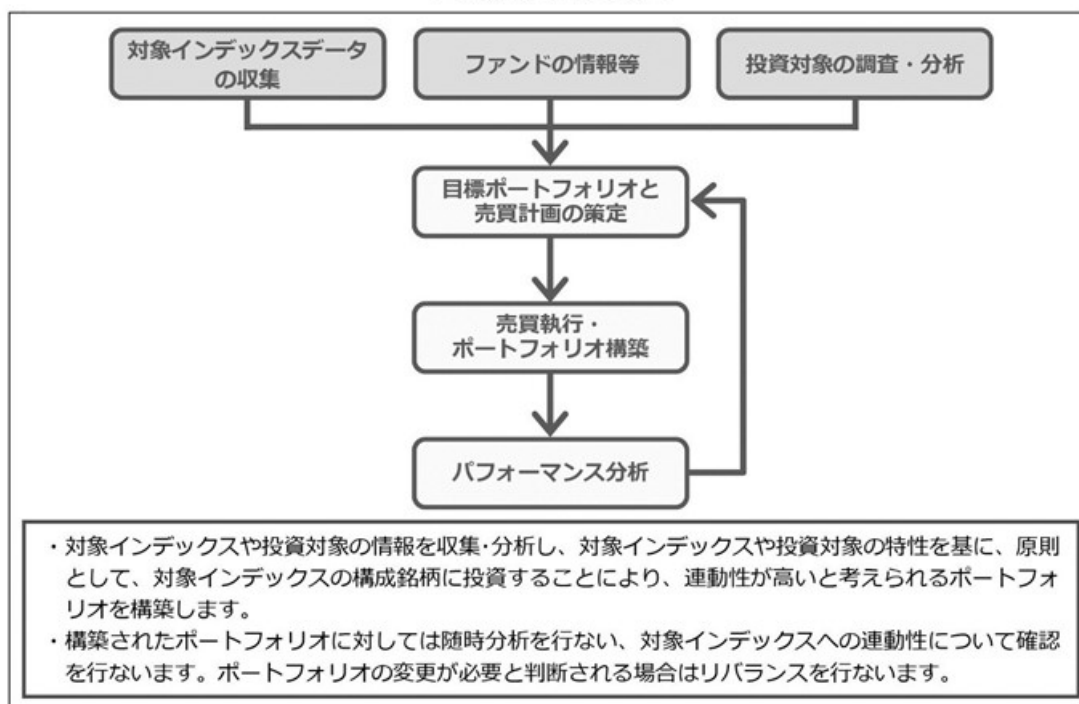 対象インデックスデータ
の収集
ファンドの情報等
投資対象の調査・分析
目標ポートフォリオと
売買計画の策定
売買執行・
ポートフォリオ構築
パフォーマンス分析
・対象インデックスや投資対象の情報を収集･分析し、対象インデックスや投資対象の特性を基に、原則
として、対象インデックスの構成銘柄に投資することにより、連動性が高いと考えられるポートフォ
リオを構築します。
・構築されたポートフォリオに対しては随時分析を行ない、対象インデックスへの連動性について確認
を行ないます。ポートフォリオの変更が必要と判断される場合はリバランスを行ないます。